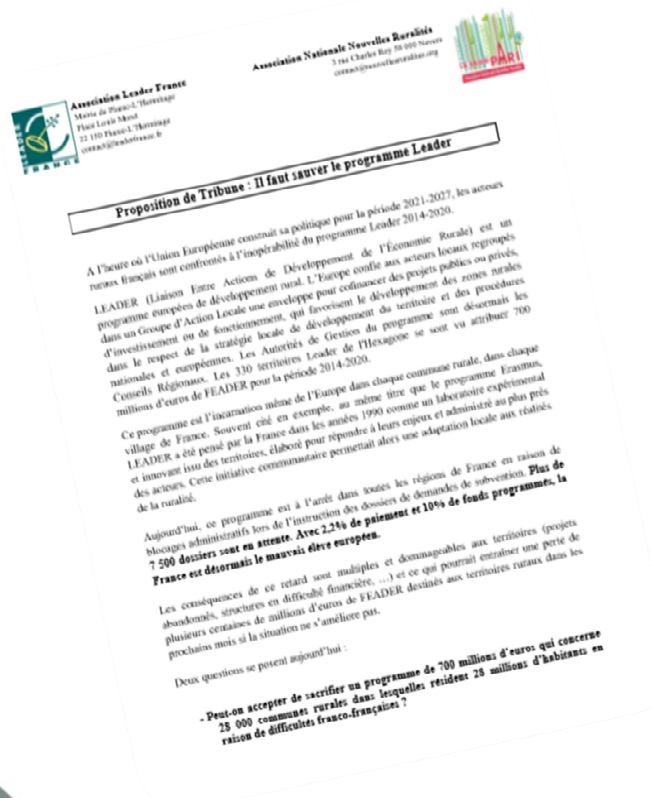 Association Nationale Nouvelles Ruralités
3 rue Charles Roy 58 000 Nevers
contact@nouvellesruralites.org
Association Leader France
Mairie de Plœuc-L'Hermitage
Place Louis Morel
22 150 Plœuc-L'Hermitage
contact@leaderfrance.fr
LEADER
FRANCE
PARI
Proposition de Tribune : Il faut sauver le programme Leader
A l'heure où l'Union Européenne construit sa politique pour la période 2021-2027, les acteurs
ruraux français sont confrontés à l'inopérabilité du programme Leader 2014-2020.
LEADER (Liaison Entre Actions de Développement de l'Économie Rurale) est un
programme européen de développement rural. L'Europe confie aux acteurs locaux regroupés
dans un Groupe d'Action Locale une enveloppe pour cofinancer des projets publics ou privés,
d'investissement ou de fonctionnement, qui favorisent le développement des zones rurales
dans le respect de la stratégie locale de développement du territoire et des procédures
nationales et européennes. Les Autorités de Gestion du programme sont désormais les
Conseils Régionaux. Les 330 territoires Leader de l'Hexagone se sont vu attribuer 700
millions d'euros de FEADER pour la période 2014-2020.
Ce programme est l'incarnation même de l'Europe dans chaque commune rurale, dans chaque
village de France. Souvent cité en exemple, au même titre que le programme Erasmus,
LEADER a été pensé par la France dans les années 1990 comme un laboratoire expérimental
et innovant issu des territoires, élaboré pour répondre à leurs enjeux et administré au plus près
des acteurs. Cette initiative communautaire permettait alors une adaptation locale aux réalités
de la ruralité.
Aujourd'hui, ce programme est à l'arrêt dans toutes les régions de France en raison de
blocages administratifs lors de l'instruction des dossiers de demandes de subvention. Plus de
7 500 dossiers sont en attente. Avec 2,2% de paiement et 10% de fonds programmés, la
France est désormais le mauvais élève européen.
Les conséquences de ce retard sont multiples et dommageables aux territoires (projets
abandonnés, structures en difficulté financière, …) et ce qui pourrait entraîner une perte de
plusieurs centaines de millions d'euros de FEADER destinés aux territoires ruraux dans les
prochains mois si la situation ne s'améliore pas.
Deux questions se posent aujourd'hui :
- Peut-on accepter de sacrifier un programme de 700 millions d'euros qui concerne
28 000 communes rurales dans lesquelles résident 28 millions d'habitants en
raison de difficultés franco-françaises ?